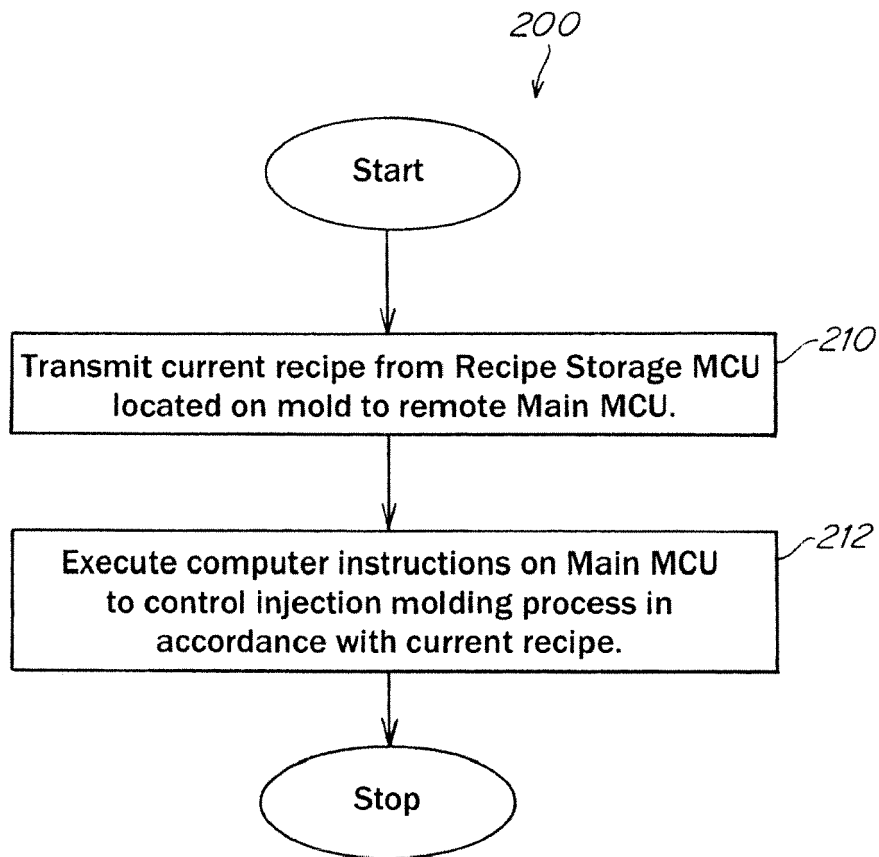 200
Start
Transmit current recipe from Recipe Storage MCU
located on mold to remote Main MCU.
210
Execute computer instructions on Main MCU
to control injection molding process in
accordance with current recipe.
212
Stop